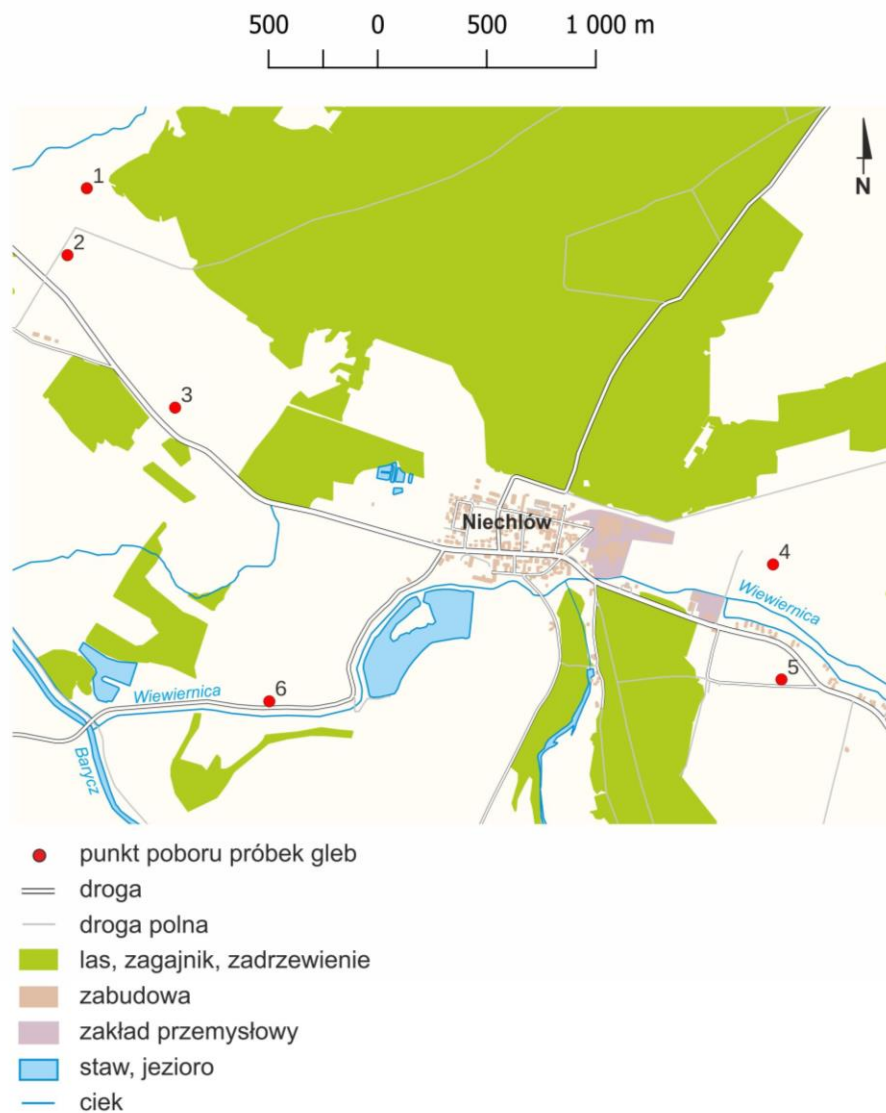 500 0 500 1 000 m
1
N
2
3
Niechlów
4
Wiewiernica
5
6
Wiewiernica
Barycz
punkt poboru próbek gleb
droga
droga polna
las, zagajnik, zadrzewienie
zabudowa
zakład przemysłowy
staw, jezioro
ciek